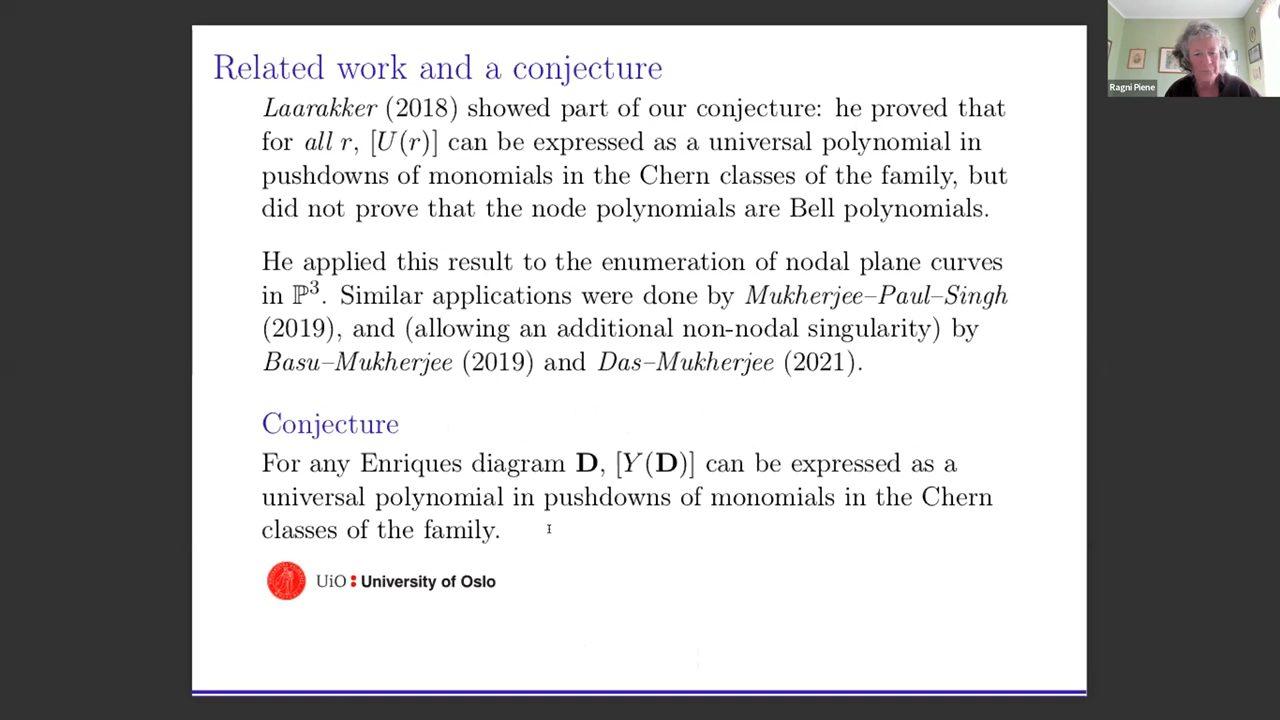 Related work and a conjecture
Laarakker (2018) showed part of our conjecture: he proved that
for all r, [U(r)] can be expressed as a universal polynomial in
pushdowns of monomials in the Chern classes of the family, but
did not prove that the node polynomials are Bell polynomials.
He applied this result to the enumeration of nodal plane curves
in ℙ³. Similar applications were done by Mukherjee–Paul–Singh
(2019), and (allowing an additional non-nodal singularity) by
Basu–Mukherjee (2019) and Das–Mukherjee (2021).
Conjecture
For any Enriques diagram D, [Y(D)] can be expressed as a
universal polynomial in pushdowns of monomials in the Chern
classes of the family.
UiO : University of Oslo
Ragni Piene